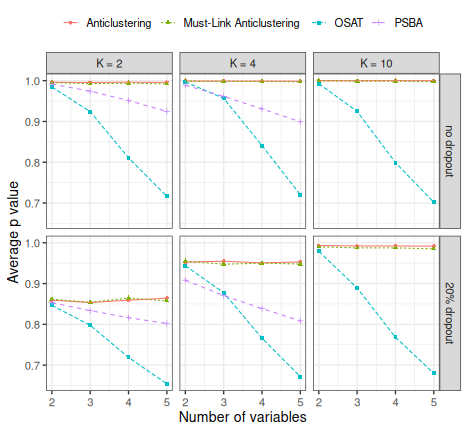 Anticlustering Must-Link Anticlustering OSAT PSBA
K = 2 K = 4 K = 10
1.0
0.9
0.8
0.7
no dropout
1.0
0.9
0.8
0.7
20% dropout
Average p value
2 3 4 5 2 3 4 5 2 3 4 5
Number of variables